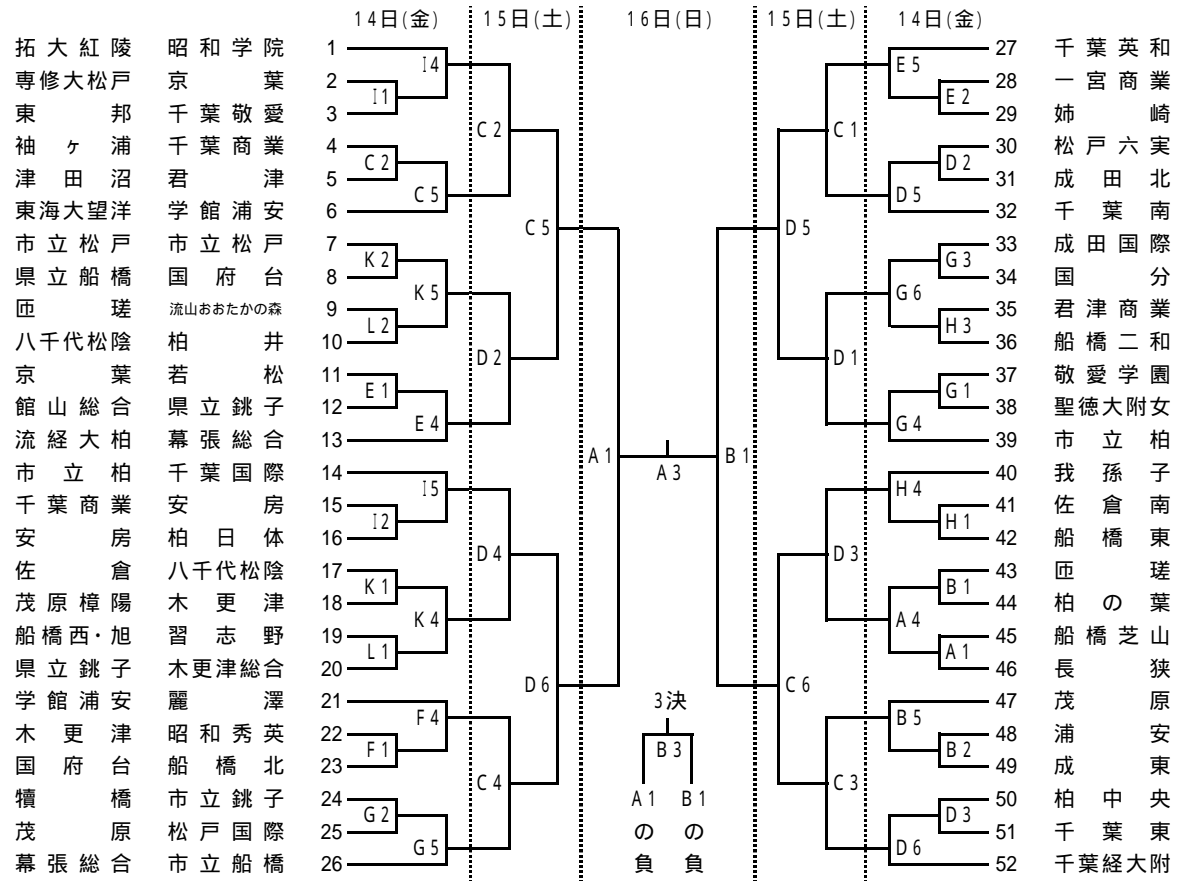 14日(金) 15日(土) 16日(日) 15日(土) 14日(金)
拓大紅陵 昭和学院 1 27 千葉英和
I4 E5
専修大松戸 京葉 2 28 一宮商業
I1 E2
東邦 千葉敬愛 3 29 姉崎
C2 C1
袖ヶ浦 千葉商業 4 30 松戸六実
C2 D2
津田沼 君津 5 31 成田北
C5 D5
東海大望洋 学館浦安 6 32 千葉南
C5 D5
市立松戸 市立松戸 7 33 成田国際
K2 G3
県立船橋 国府台 8 34 国分
K5 G6
匝瑳 流山おおたかの森 9 35 君津商業
L2 H3
八千代松陰 柏井 10 36 船橋二和
D2 D1
京葉 若松 11 37 敬愛学園
E1 G1
館山総合 県立銚子 12 38 聖徳大附女
E4 G4
流経大柏 幕張総合 13 39 市立柏
A1 A3 B1
市立柏 千葉国際 14 40 我孫子
I5 H4
千葉商業 安房 15 41 佐倉南
I2 H1
安房 柏日体 16 42 船橋東
D4 D3
佐倉 八千代松陰 17 43 匝瑳
K1 B1
茂原樟陽 木更津 18 44 柏の葉
K4 A4
船橋西・旭 習志野 19 45 船橋芝山
L1 A1
県立銚子 木更津総合 20 46 長狭
D6 C6
学館浦安 麗澤 21 3決 47 茂原
F4 B5
木更津 昭和秀英 22 48 浦安
F1 B3 B2
国府台 船橋北 23 49 成東
C4 C3
犢橋 市立銚子 24 A1の負 B1の負 50 柏中央
G2 D3
茂原 松戸国際 25 51 千葉東
G5 D6
幕張総合 市立船橋 26 52 千葉経大附